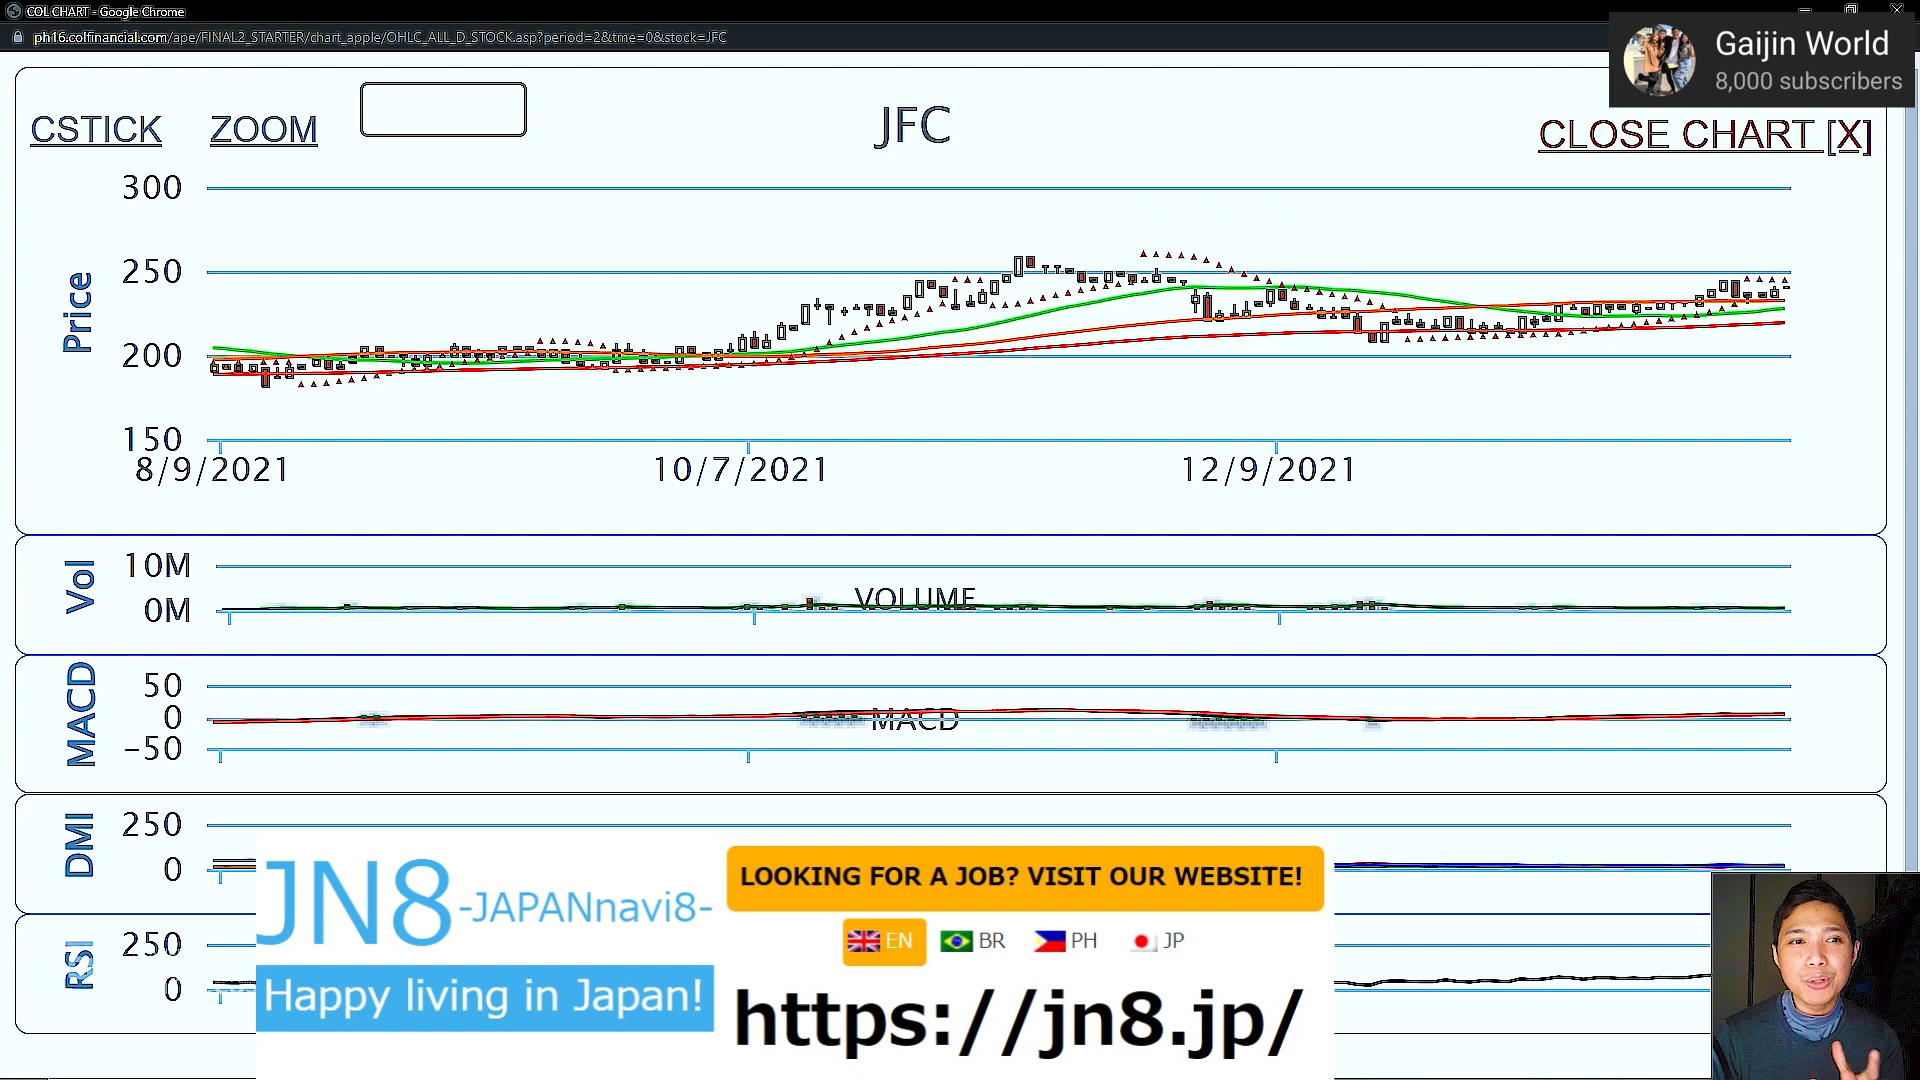 COL CHART - Google Chrome
ph16.colfinancial.com/ape/FINAL2_STARTER/chart_apple/OHLC_ALL_D_STOCK.asp?period=2&tme=0&stock=JFC
Gaijin World
8,000 subscribers
CSTICK ZOOM
JFC
CLOSE CHART [X]
Price
300
250
200
150
8/9/2021 10/7/2021 12/9/2021
Vol
10M
0M
VOLUME
MACD
50
0
-50
MACD
DMI
250
0
RSI
250
0
JN8-JAPANnavi8-
Happy living in Japan!
LOOKING FOR A JOB? VISIT OUR WEBSITE!
EN BR PH JP
https://jn8.jp/